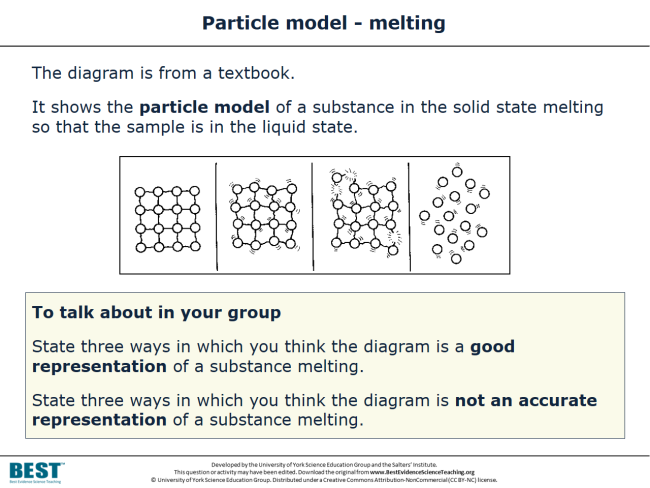 Particle model - melting
The diagram is from a textbook.
It shows the particle model of a substance in the solid state melting
so that the sample is in the liquid state.
To talk about in your group
State three ways in which you think the diagram is a good
representation of a substance melting.
State three ways in which you think the diagram is not an accurate
representation of a substance melting.
BEST™
Best Evidence Science Teaching
Developed by the University of York Science Education Group and the Salters' Institute.
This question or activity may have been edited. Download the original from www.BestEvidenceScienceTeaching.org
© University of York Science Education Group. Distributed under a Creative Commons Attribution-NonCommercial (CC BY-NC) license.